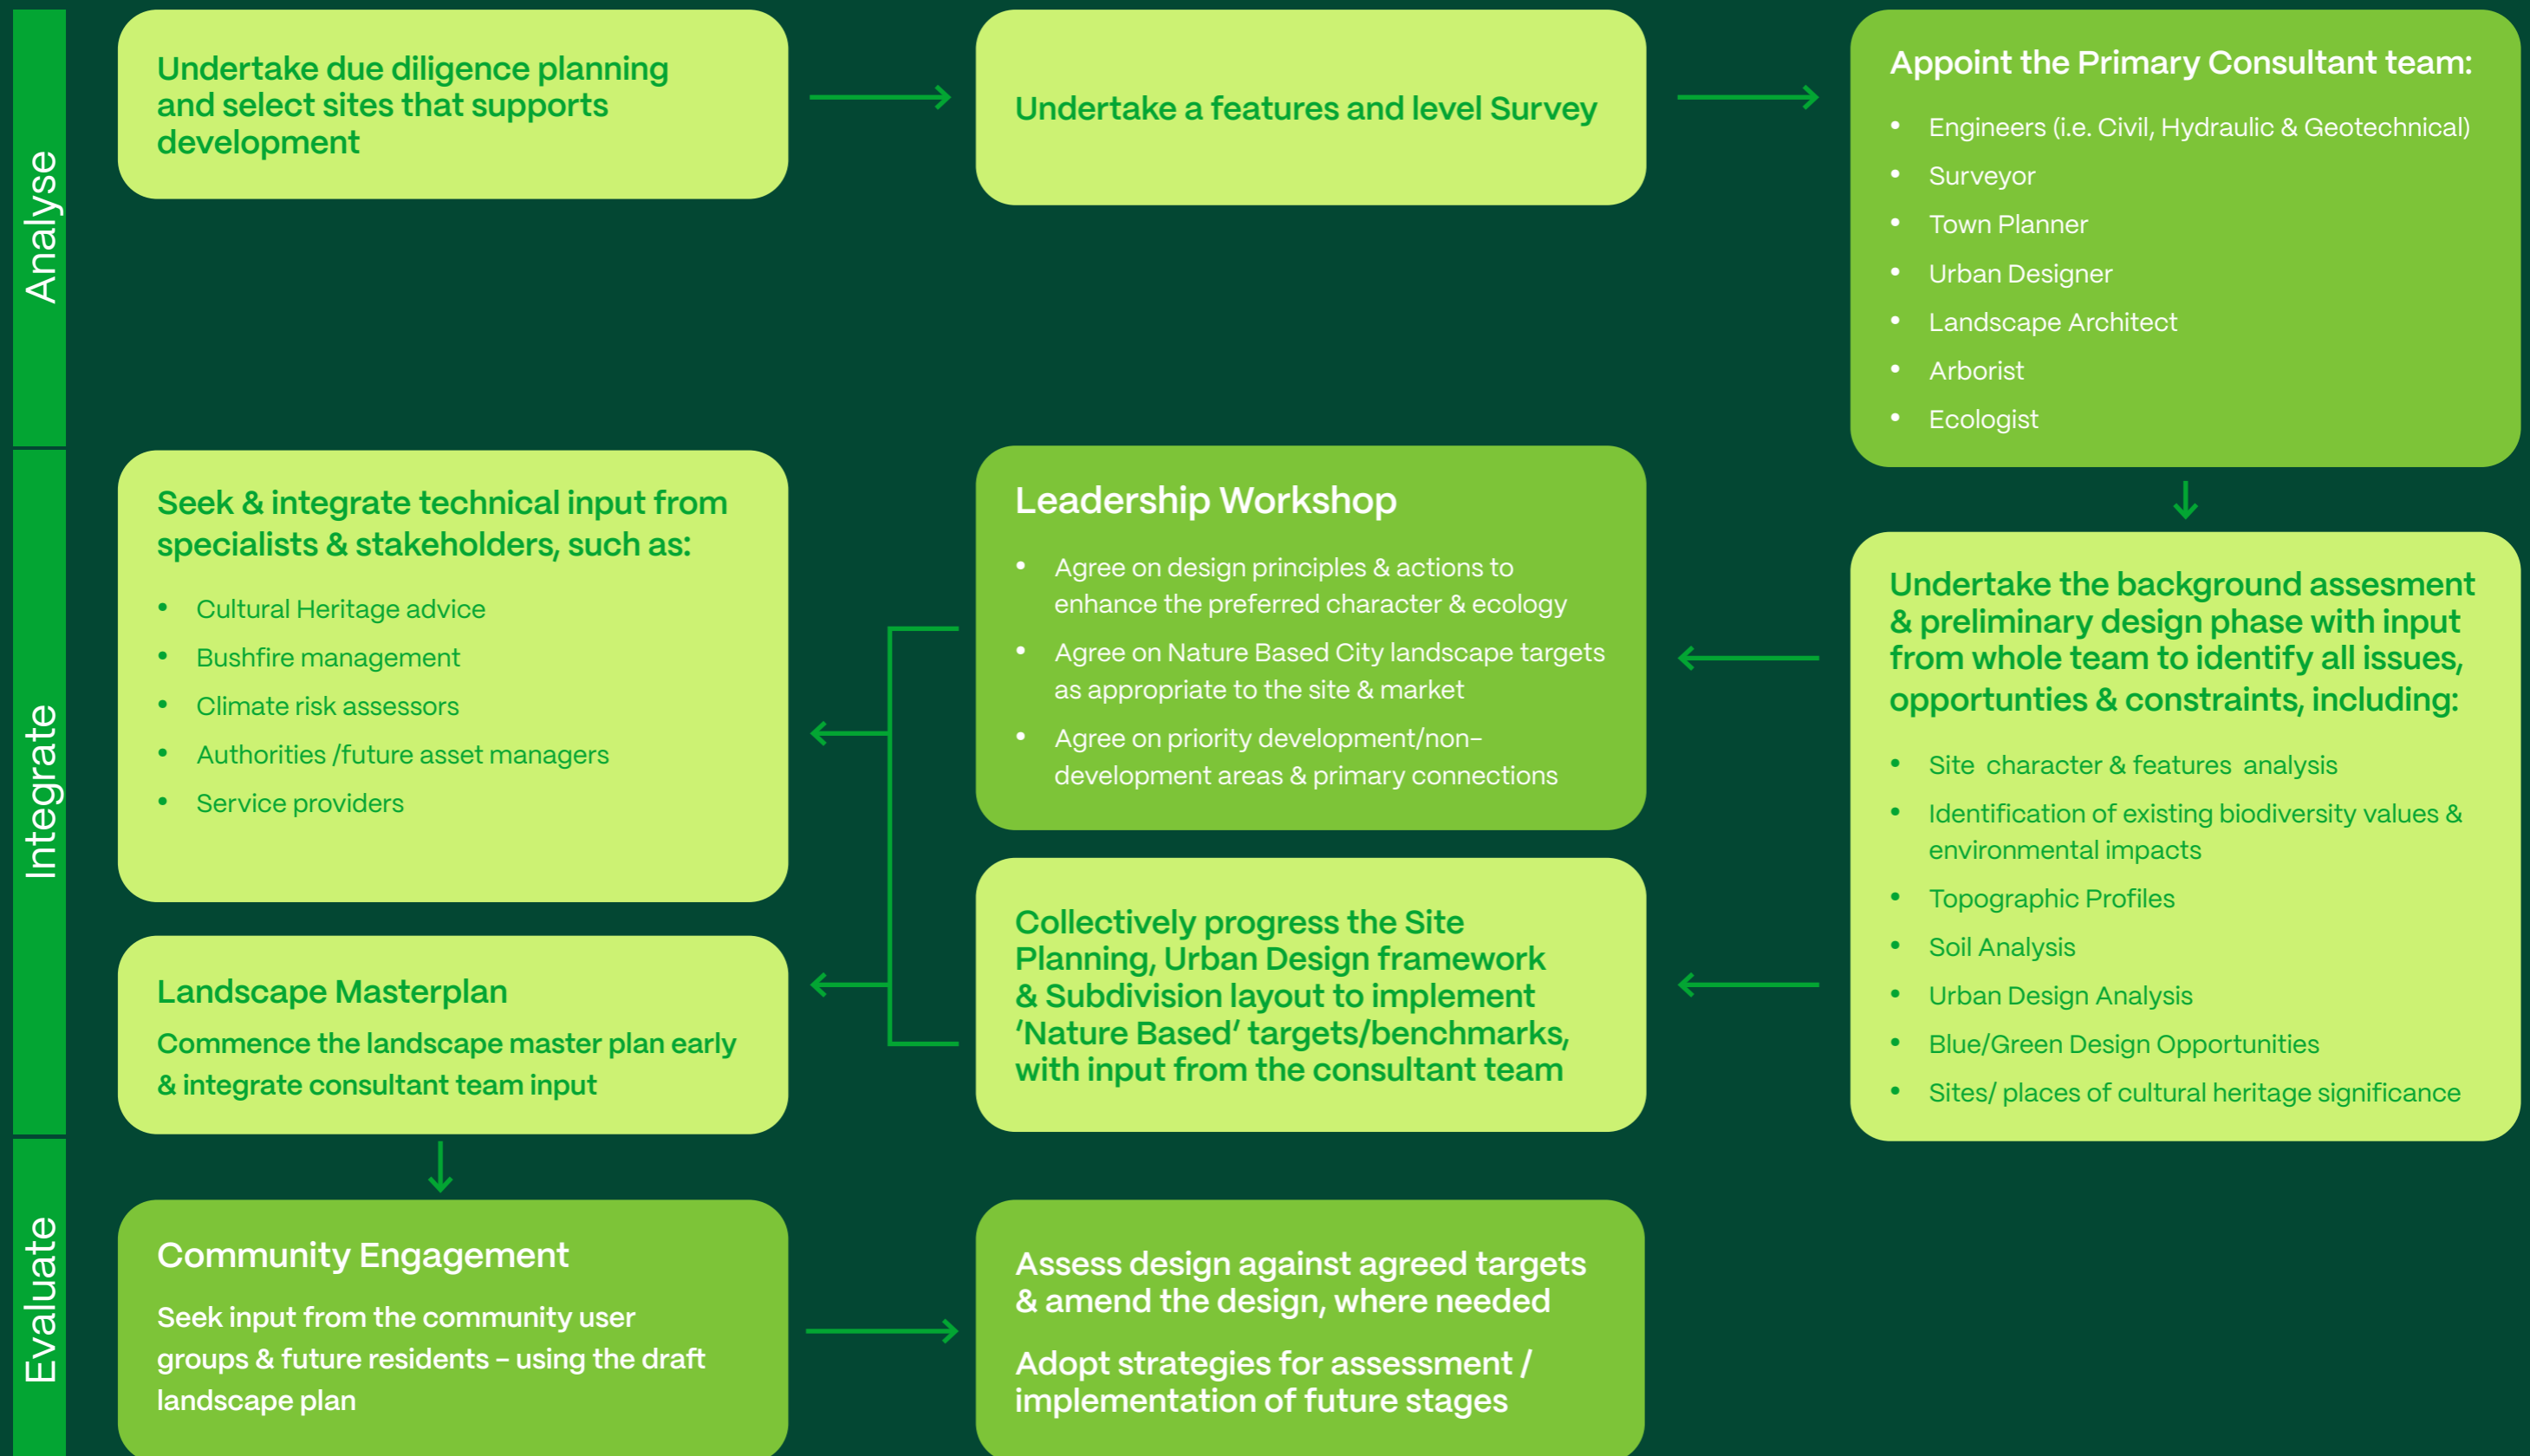 Analyse
Undertake due diligence planning
and select sites that supports
development
Undertake a features and level Survey
Appoint the Primary Consultant team:
• Engineers (i.e. Civil, Hydraulic & Geotechnical)
• Surveyor
• Town Planner
• Urban Designer
• Landscape Architect
• Arborist
• Ecologist
Integrate
Undertake the background assesment
& preliminary design phase with input
from whole team to identify all issues,
opportunties & constraints, including:
• Site character & features analysis
• Identification of existing biodiversity values &
environmental impacts
• Topographic Profiles
• Soil Analysis
• Urban Design Analysis
• Blue/Green Design Opportunities
• Sites/ places of cultural heritage significance
Leadership Workshop
• Agree on design principles & actions to
enhance the preferred character & ecology
• Agree on Nature Based City landscape targets
as appropriate to the site & market
• Agree on priority development/non-
development areas & primary connections
Collectively progress the Site
Planning, Urban Design framework
& Subdivision layout to implement
‘Nature Based’ targets/benchmarks,
with input from the consultant team
Seek & integrate technical input from
specialists & stakeholders, such as:
• Cultural Heritage advice
• Bushfire management
• Climate risk assessors
• Authorities /future asset managers
• Service providers
Landscape Masterplan
Commence the landscape master plan early
& integrate consultant team input
Evaluate
Community Engagement
Seek input from the community user
groups & future residents – using the draft
landscape plan
Assess design against agreed targets
& amend the design, where needed
Adopt strategies for assessment /
implementation of future stages